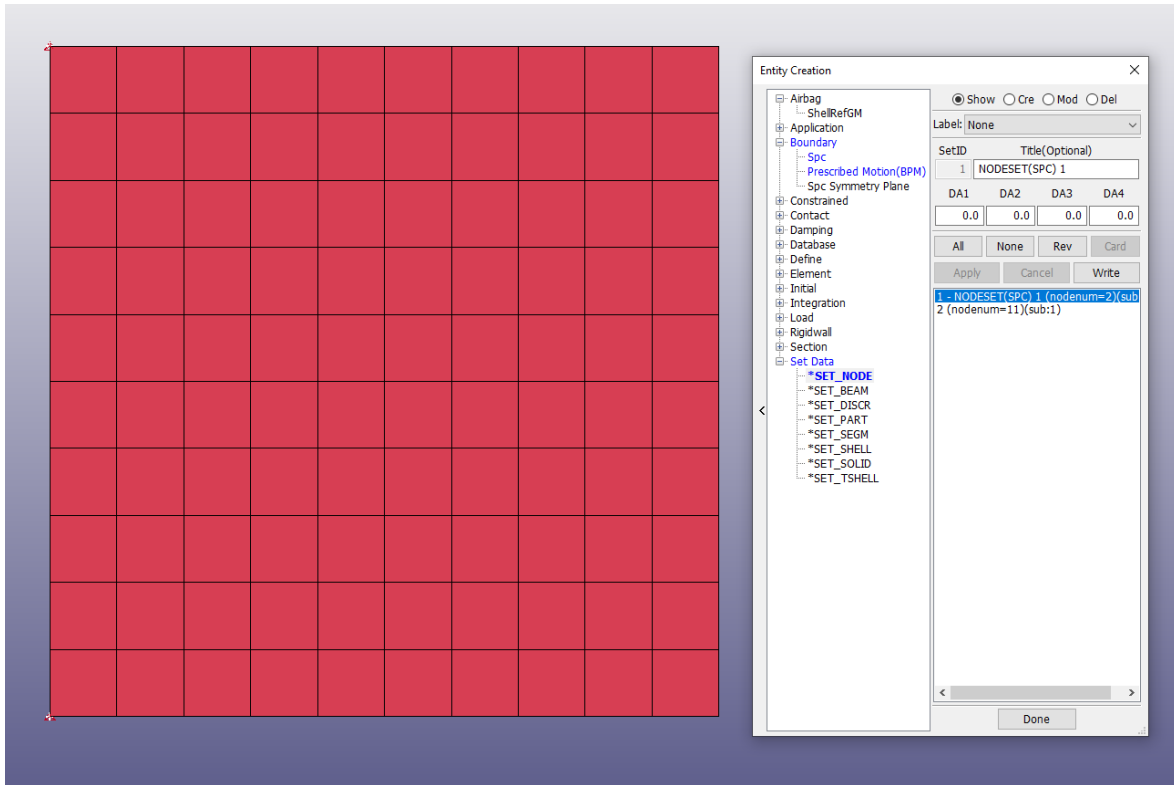 Entity Creation
Airbag
ShellRefGM
Application
Boundary
Spc
Prescribed Motion(BPM)
Spc Symmetry Plane
Constrained
Contact
Damping
Database
Define
Element
Initial
Integration
Load
Rigidwall
Section
Set Data
*SET_NODE
*SET_BEAM
*SET_DISCR
*SET_PART
*SET_SEGM
*SET_SHELL
*SET_SOLID
*SET_TSHELL
<
Show Cre Mod Del
Label: None
SetID Title(Optional)
1 NODESET(SPC) 1
DA1 DA2 DA3 DA4
0.0 0.0 0.0 0.0
All None Rev Card
Apply Cancel Write
1 - NODESET(SPC) 1 (nodenum=2)(sub
2 (nodenum=11)(sub:1)
Done